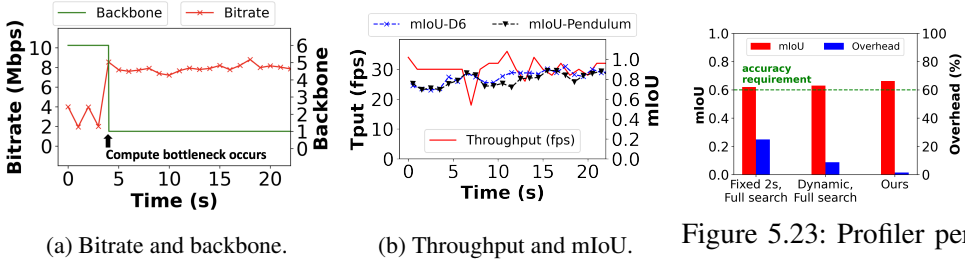 Backbone
Bitrate
Bitrate (Mbps)
10
8
6
4
2
0
6
5
4
3
2
1
Backbone
Compute bottleneck occurs
0
5
10
15
20
Time (s)
(a) Bitrate and backbone.
mIoU-D6
mIoU-Pendulum
Tput (fps)
30
15
0
1.0
0.8
0.6
0.4
0.2
0.0
mIoU
Throughput (fps)
0
5
10
15
20
Time (s)
(b) Throughput and mIoU.
mIoU
Overhead
accuracy
requirement
mIoU
1.0
0.8
0.6
0.4
0.2
0.0
100
80
60
40
20
0
Overhead (%)
Fixed 2s,
Full search
Dynamic,
Full search
Ours
Figure 5.23: Profiler per